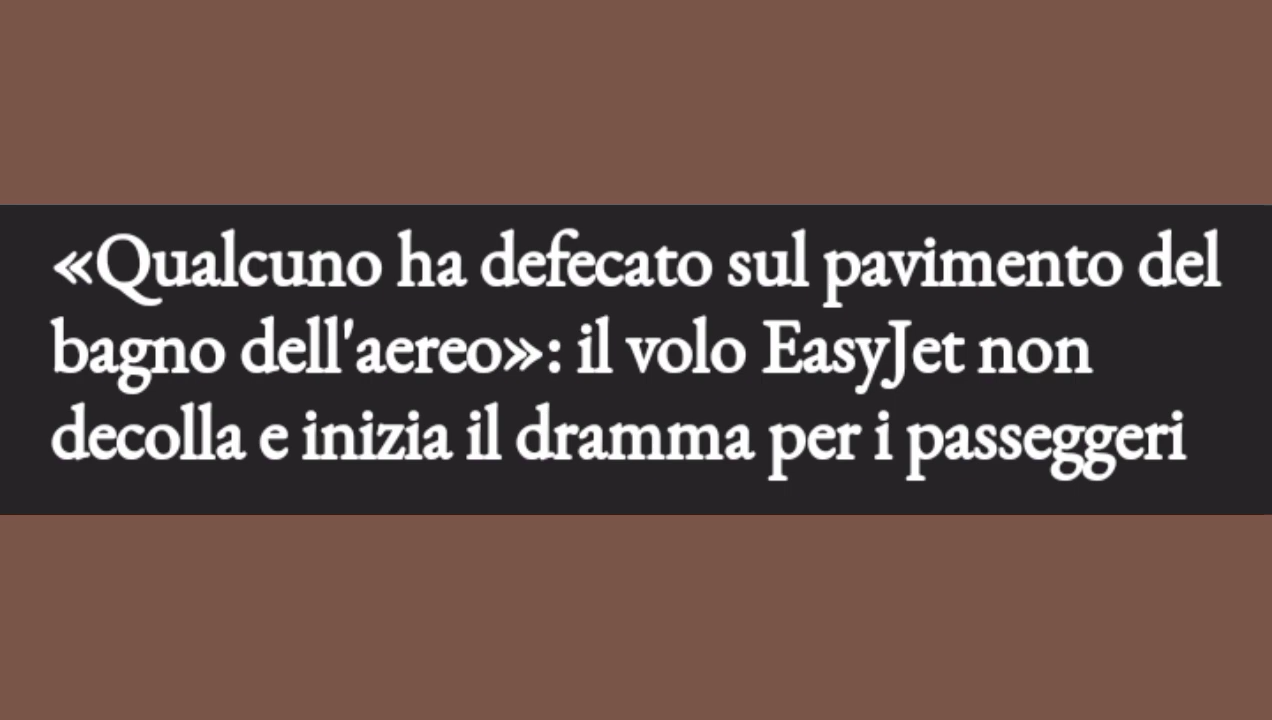 «Qualcuno ha defecato sul pavimento del
bagno dell'aereo»: il volo EasyJet non
decolla e inizia il dramma per i passeggeri